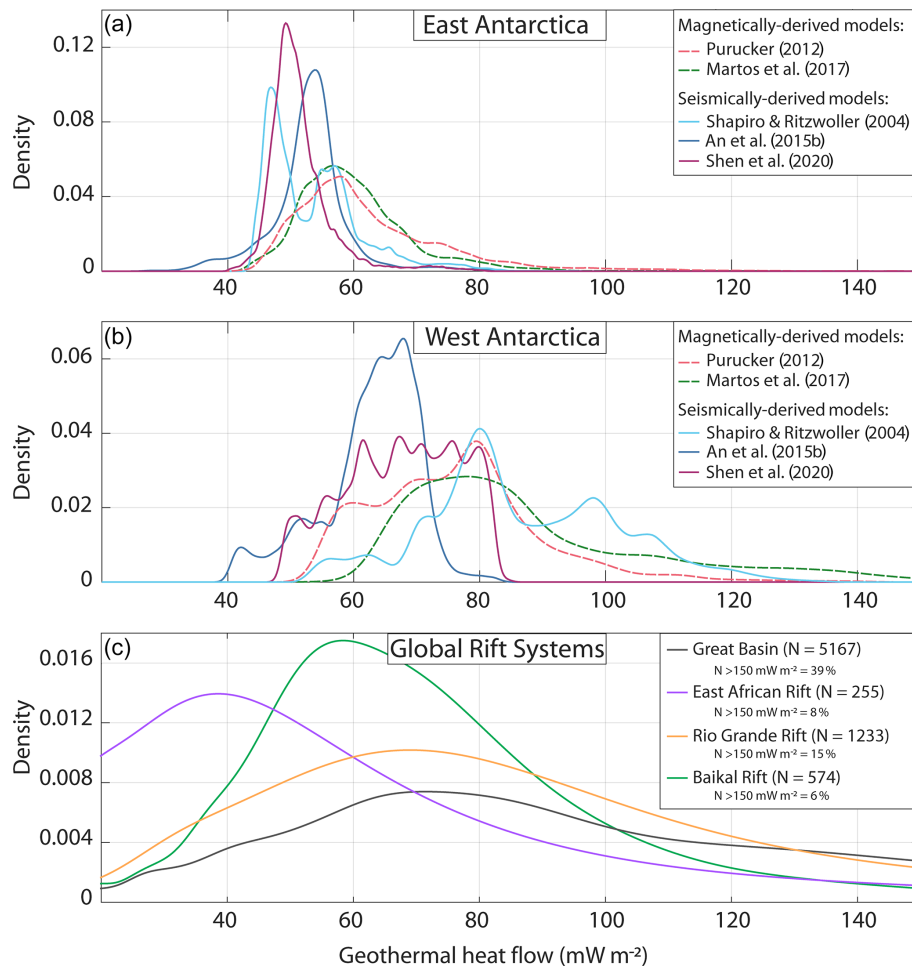 (a)
East Antarctica
Magnetically-derived models:
Purucker (2012)
Martos et al. (2017)
Seismically-derived models:
Shapiro & Ritzwoller (2004)
An et al. (2015b)
Shen et al. (2020)
Density
0.12
0.08
0.04
0
40
60
80
100
120
140
(b)
West Antarctica
Magnetically-derived models:
Purucker (2012)
Martos et al. (2017)
Seismically-derived models:
Shapiro & Ritzwoller (2004)
An et al. (2015b)
Shen et al. (2020)
Density
0.06
0.04
0.02
0
40
60
80
100
120
140
(c)
Global Rift Systems
Great Basin (N = 5167)
N >150 mW m⁻² = 39%
East African Rift (N = 255)
N >150 mW m⁻² = 8%
Rio Grande Rift (N = 1233)
N >150 mW m⁻² = 15%
Baikal Rift (N = 574)
N >150 mW m⁻² = 6%
Density
0.016
0.012
0.008
0.004
0
40
60
80
100
120
140
Geothermal heat flow (mW m⁻²)